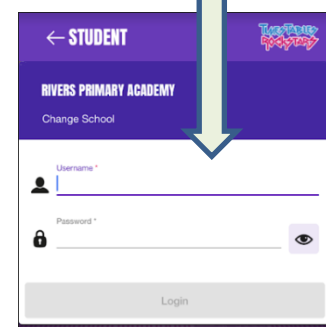 ← STUDENT
TIMES TABLES
ROCKSTARS
RIVERS PRIMARY ACADEMY
Change School
Username *
Password *
Login